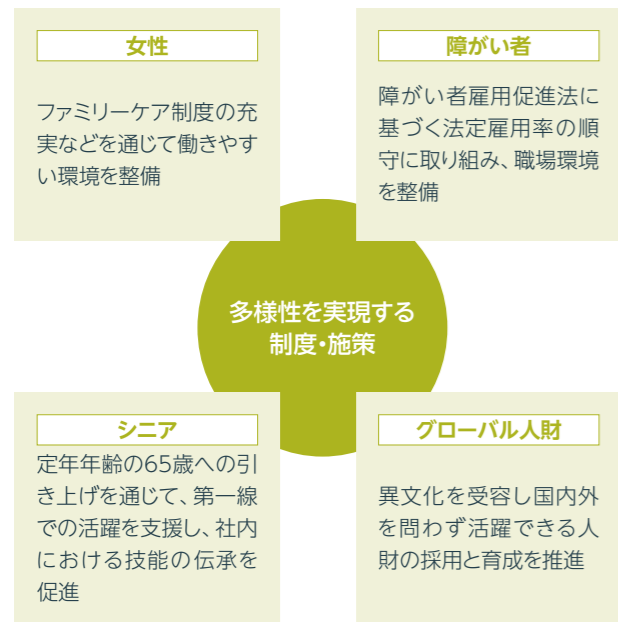 女性
ファミリーケア制度の充
実などを通じて働きやす
い環境を整備
障がい者
障がい者雇用促進法に
基づく法定雇用率の順
守に取り組み、職場環境
を整備
多様性を実現する
制度・施策
シニア
定年年齢の65歳への引
き上げを通じて、第一線
での活躍を支援し、社内
における技能の伝承を
促進
グローバル人財
異文化を受容し国内外
を問わず活躍できる人
財の採用と育成を推進